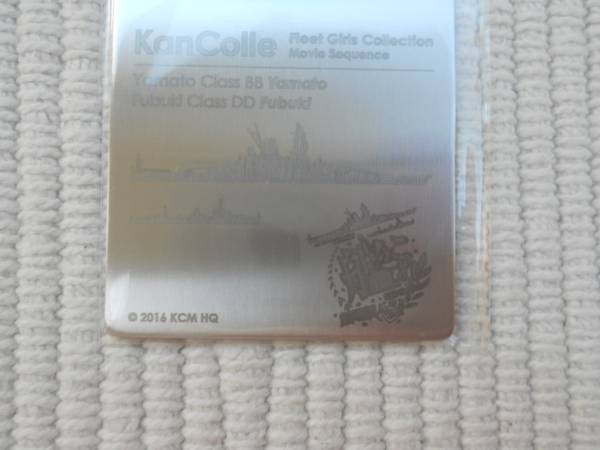 KanColle Fleet Girls Collection
Movie Sequence
Yamato Class BB Yamato
Fubuki Class DD Fubuki
© 2016 KCM HQ